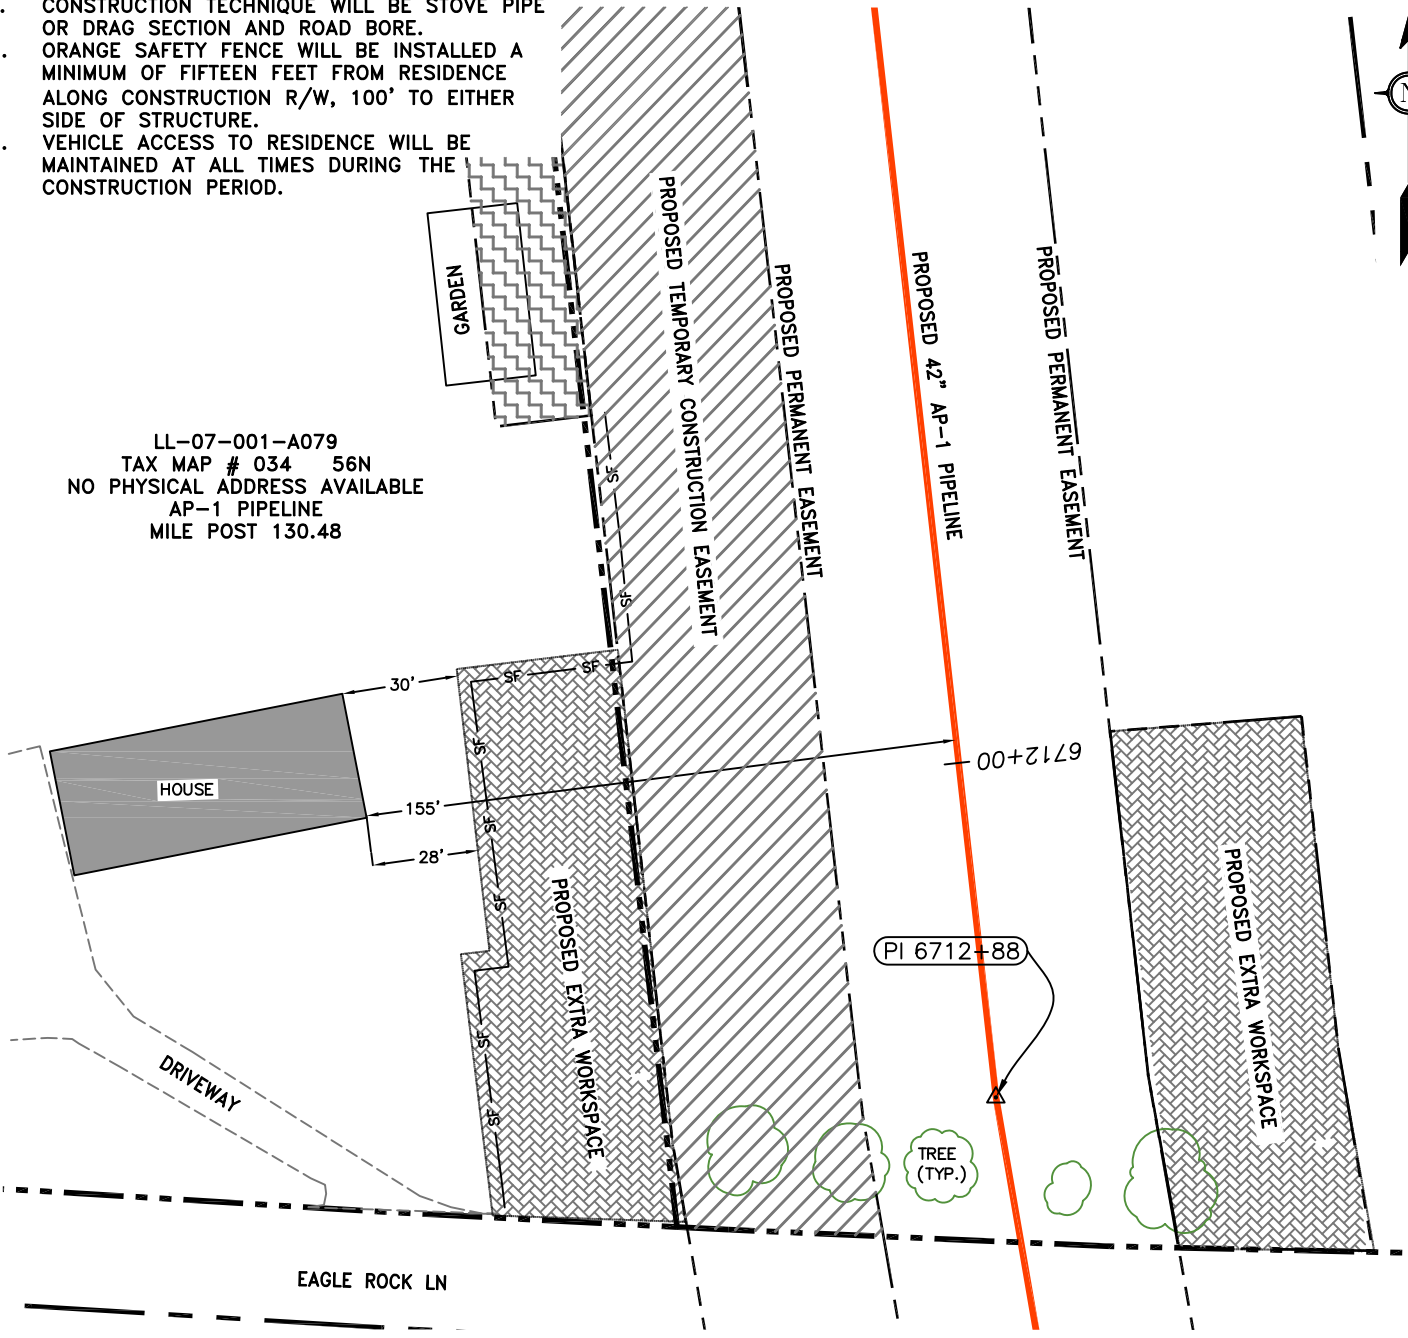 . CONSTRUCTION TECHNIQUE WILL BE STOVE PIPE
OR DRAG SECTION AND ROAD BORE.
. ORANGE SAFETY FENCE WILL BE INSTALLED A
MINIMUM OF FIFTEEN FEET FROM RESIDENCE
ALONG CONSTRUCTION R/W, 100' TO EITHER
SIDE OF STRUCTURE.
. VEHICLE ACCESS TO RESIDENCE WILL BE
MAINTAINED AT ALL TIMES DURING THE
CONSTRUCTION PERIOD.
N
GARDEN
PROPOSED TEMPORARY CONSTRUCTION EASEMENT
PROPOSED PERMANENT EASEMENT
PROPOSED 42" AP-1 PIPELINE
PROPOSED PERMANENT EASEMENT
LL-07-001-A079
TAX MAP # 034 56N
NO PHYSICAL ADDRESS AVAILABLE
AP-1 PIPELINE
MILE POST 130.48
SF
SF
SF
SF
30'
SF
HOUSE
155'
6712+00
SF
28'
SF
PROPOSED EXTRA WORKSPACE
PROPOSED EXTRA WORKSPACE
PI 6712+88
SF
SF
DRIVEWAY
TREE
(TYP.)
EAGLE ROCK LN